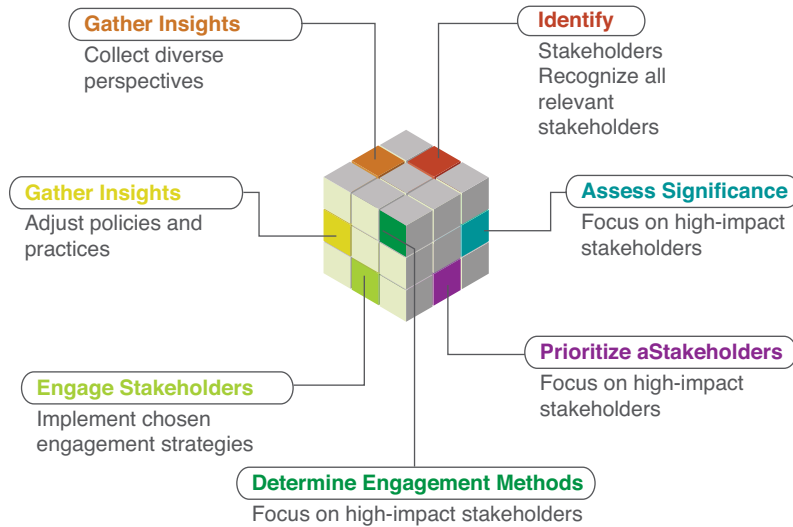 Gather Insights
Collect diverse
perspectives
Identify
Stakeholders
Recognize all
relevant
stakeholders
Gather Insights
Adjust policies and
practices
Assess Significance
Focus on high-impact
stakeholders
Prioritize aStakeholders
Focus on high-impact
stakeholders
Engage Stakeholders
Implement chosen
engagement strategies
Determine Engagement Methods
Focus on high-impact stakeholders